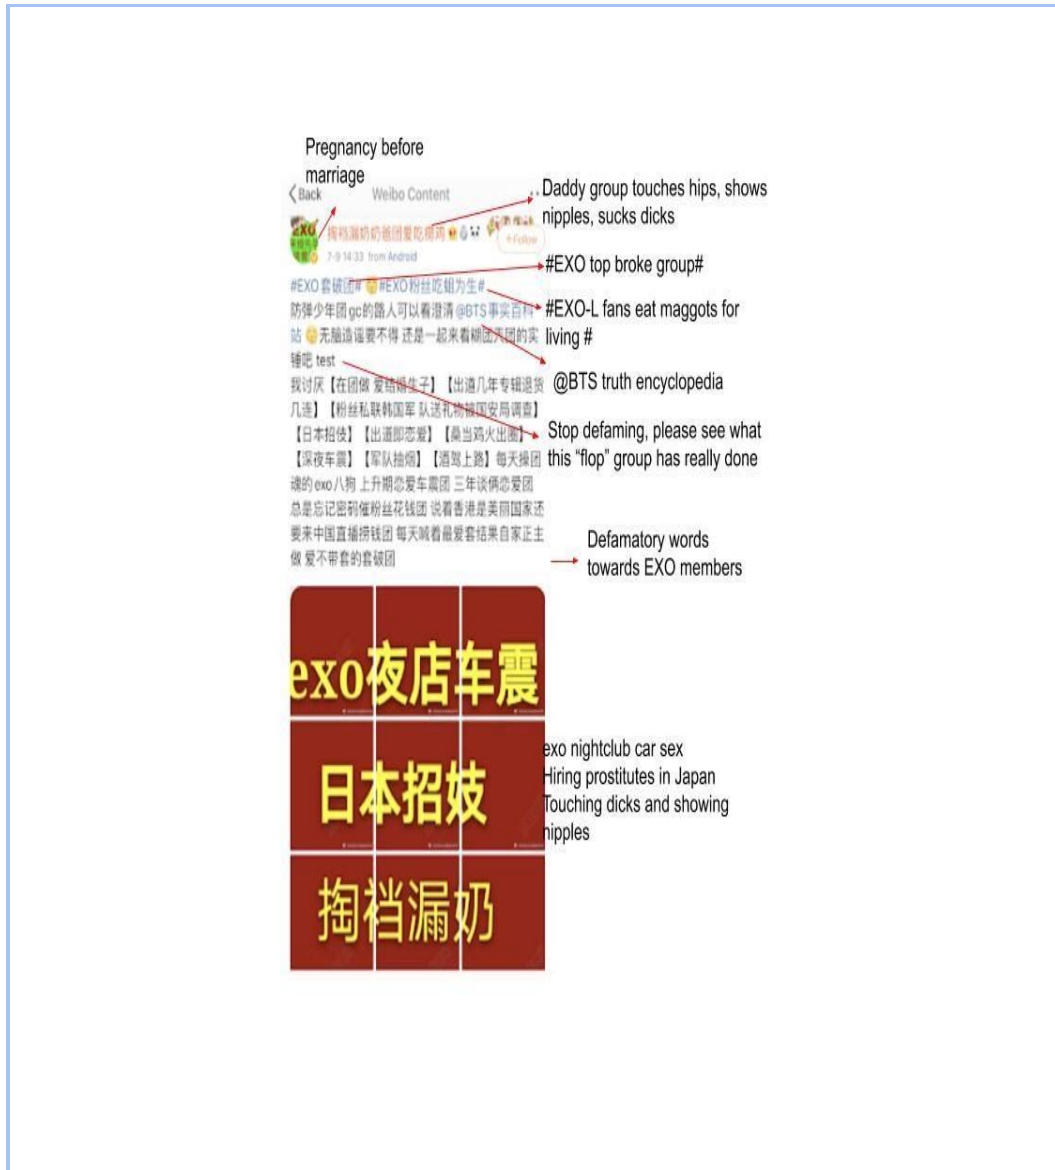 Pregnancy before
marriage
Back
Weibo Content
Daddy group touches hips, shows
nipples, sucks dicks
EXO
掏裆漏奶奶爸团爱吃
+Follow
7-9 14:33 from Android
#EXO top broke group#
#EXO套破团# #EXO粉丝吃蛆为生#
#EXO-L fans eat maggots for
living #
防弹少年团gc的路人可以看澄清@BTS事实百科
站 无脑造谣要不得 还是一起来看糊团天团的实
锤吧 test
@BTS truth encyclopedia
我讨厌【在团做 爱结婚生子】【出道几年专辑退货
几连】【粉丝私联韩国军 队送礼物被国安局调查】
【日本招伎】【出道即恋爱】【桑当鸡火出圈】
【深夜车震】【军队抽烟】【酒驾上路】每天操团
魂的exo八狗 上升期恋爱车震团 三年谈俩恋爱团
总是忘记密码催粉丝花钱团 说着香港是美丽国家还
要来中国直播捞钱团 每天喊着最爱套结果自家正主
做 爱不带套的套破团
Stop defaming, please see what
this “flop” group has really done
Defamatory words
towards EXO members
exo夜店车震
日本招妓
掏裆漏奶
exo nightclub car sex
Hiring prostitutes in Japan
Touching dicks and showing
nipples